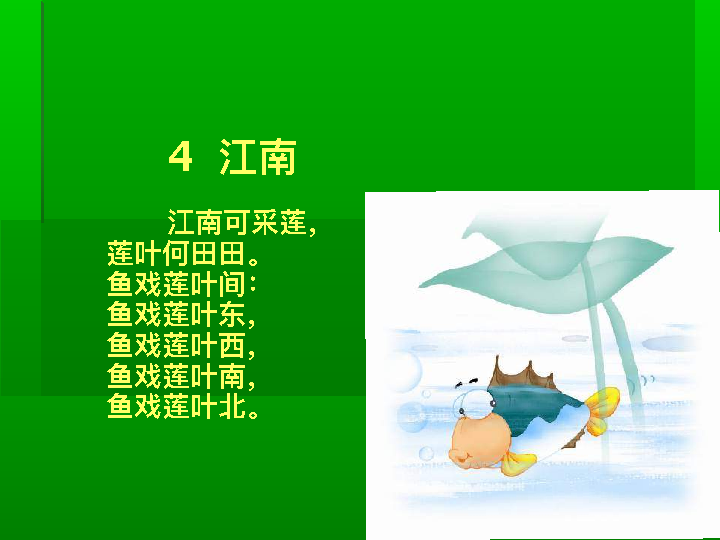 4 江南
江南可采莲，
莲叶何田田。
鱼戏莲叶间：
鱼戏莲叶东，
鱼戏莲叶西，
鱼戏莲叶南，
鱼戏莲叶北。